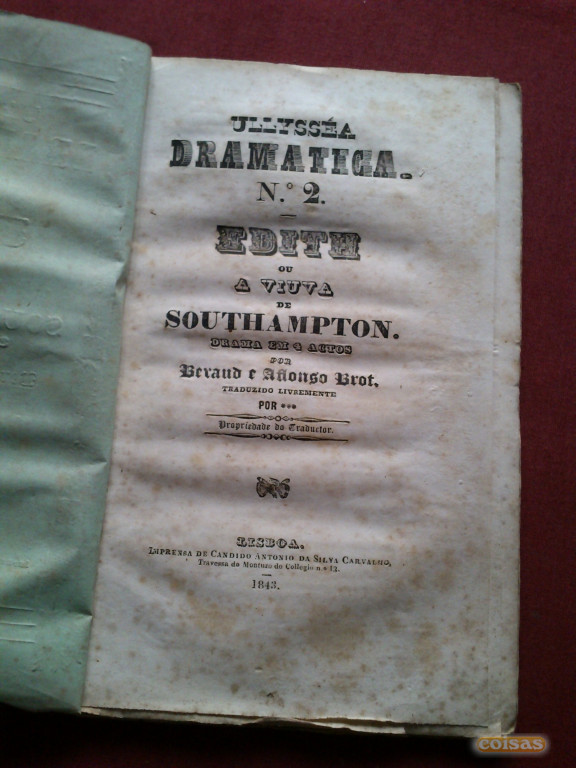 ULLYSSÉA
DRAMATICA.
N.º 2.
EDITH
OU
A VIUVA
DE
SOUTHAMPTON.
DRAMA EM 4 ACTOS
POR
Beraud e Affonso Brot,
TRADUZIDO LIVREMENTE
POR ***
Propriedade do Traductor.
LISBOA.
IMPRENSA DE CANDIDO ANTONIO DA SILVA CARVALHO,
Travessa do Monturo do Collegio n.º 12.
1843.
coisas